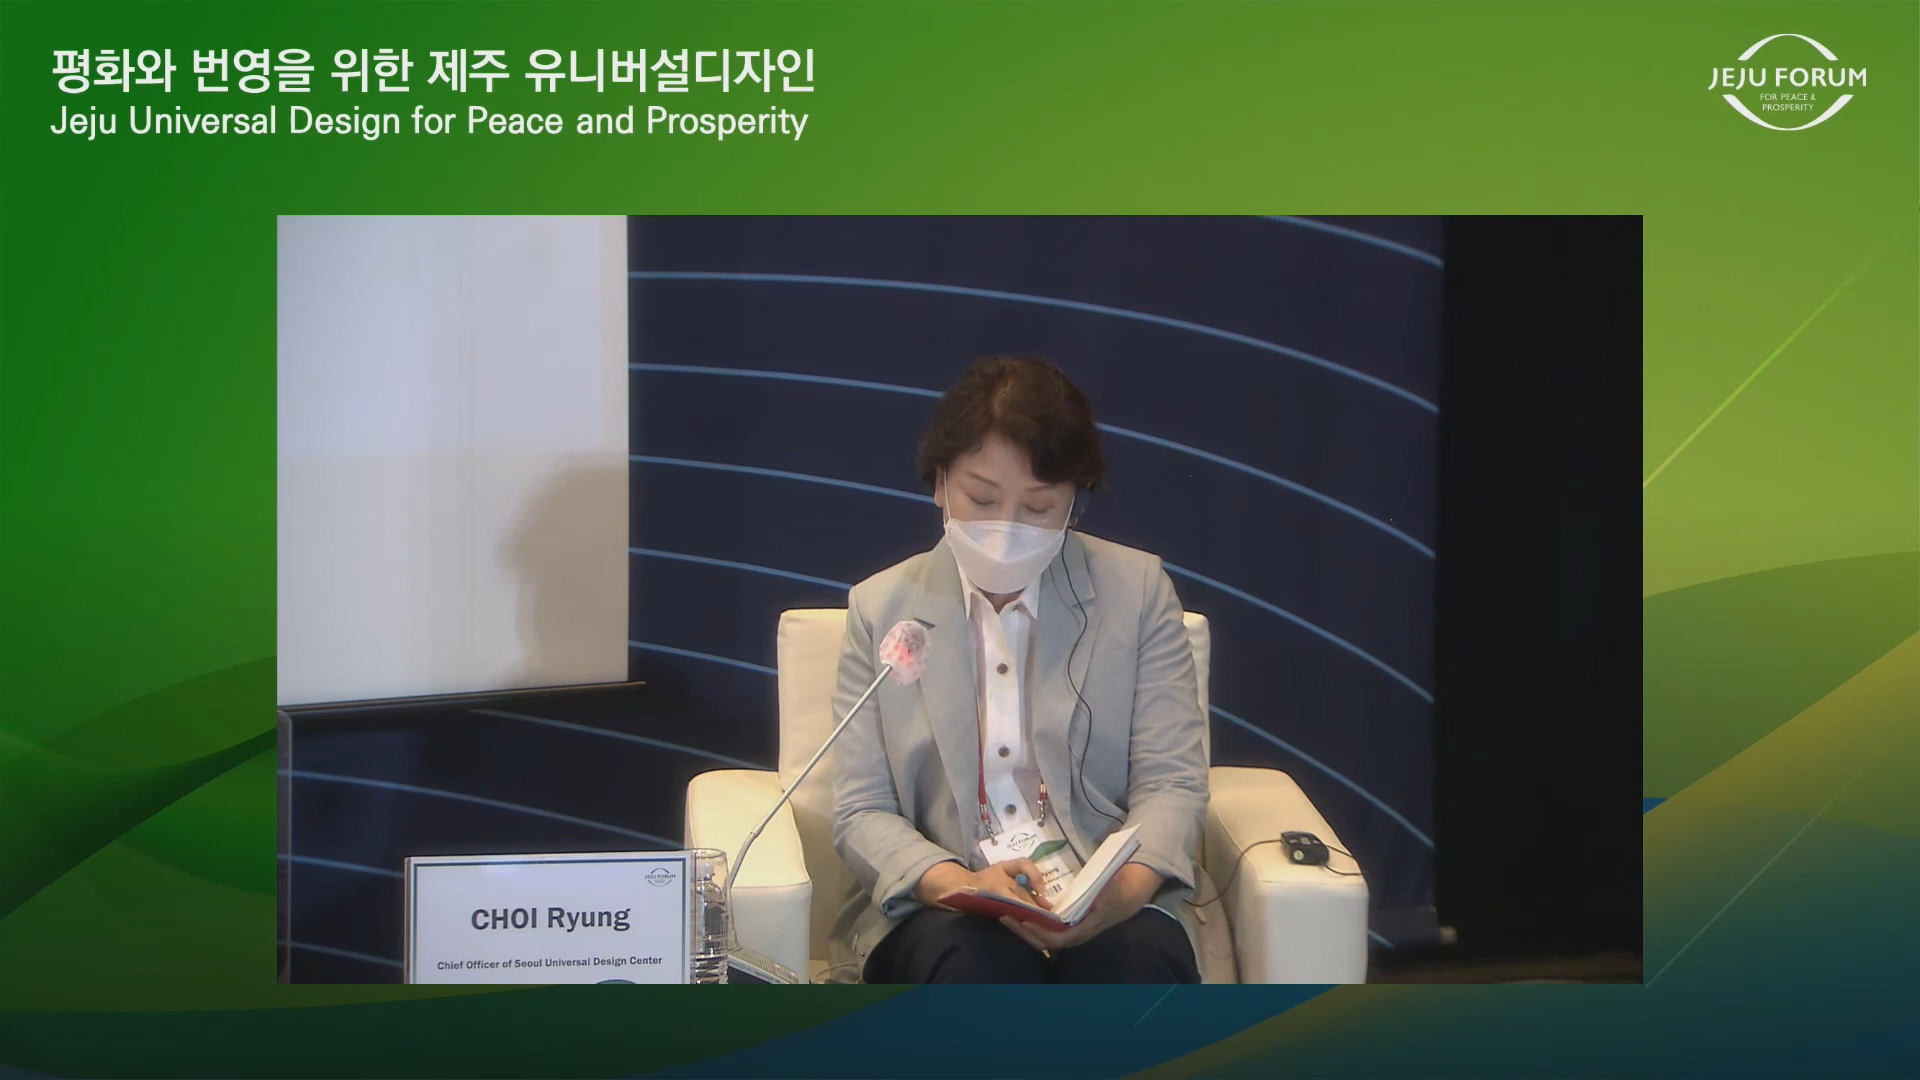 평화와 번영을 위한 제주 유니버설디자인
Jeju Universal Design for Peace and Prosperity
JEJU FORUM
FOR PEACE &
PROSPERITY
JEJU FORUM
JEJU FORUM
CHOI Ryung
Chief Officer of Seoul Universal Design Center